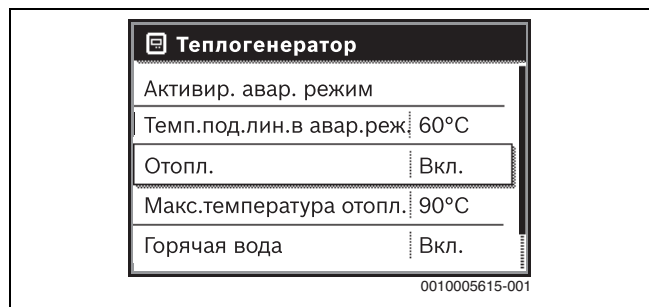 Теплогенератор
Активир. авар. режим
Темп.под.лин.в авар.реж. 60°C
Отопл. Вкл.
Макс.температура отопл. 90°C
Горячая вода Вкл.
0010005615-001